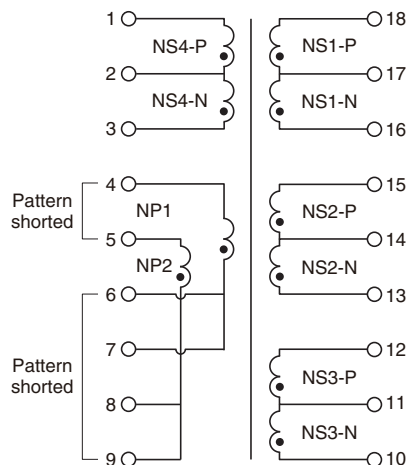 1 NS4-P NS1-P 18
2 17
NS4-N NS1-N
3 16
4 NP1 15
Pattern
shorted
NS2-P
5 14
NP2 NS2-N
6 13
7 12
Pattern
shorted
NS3-P
8 11
NS3-N
9 10